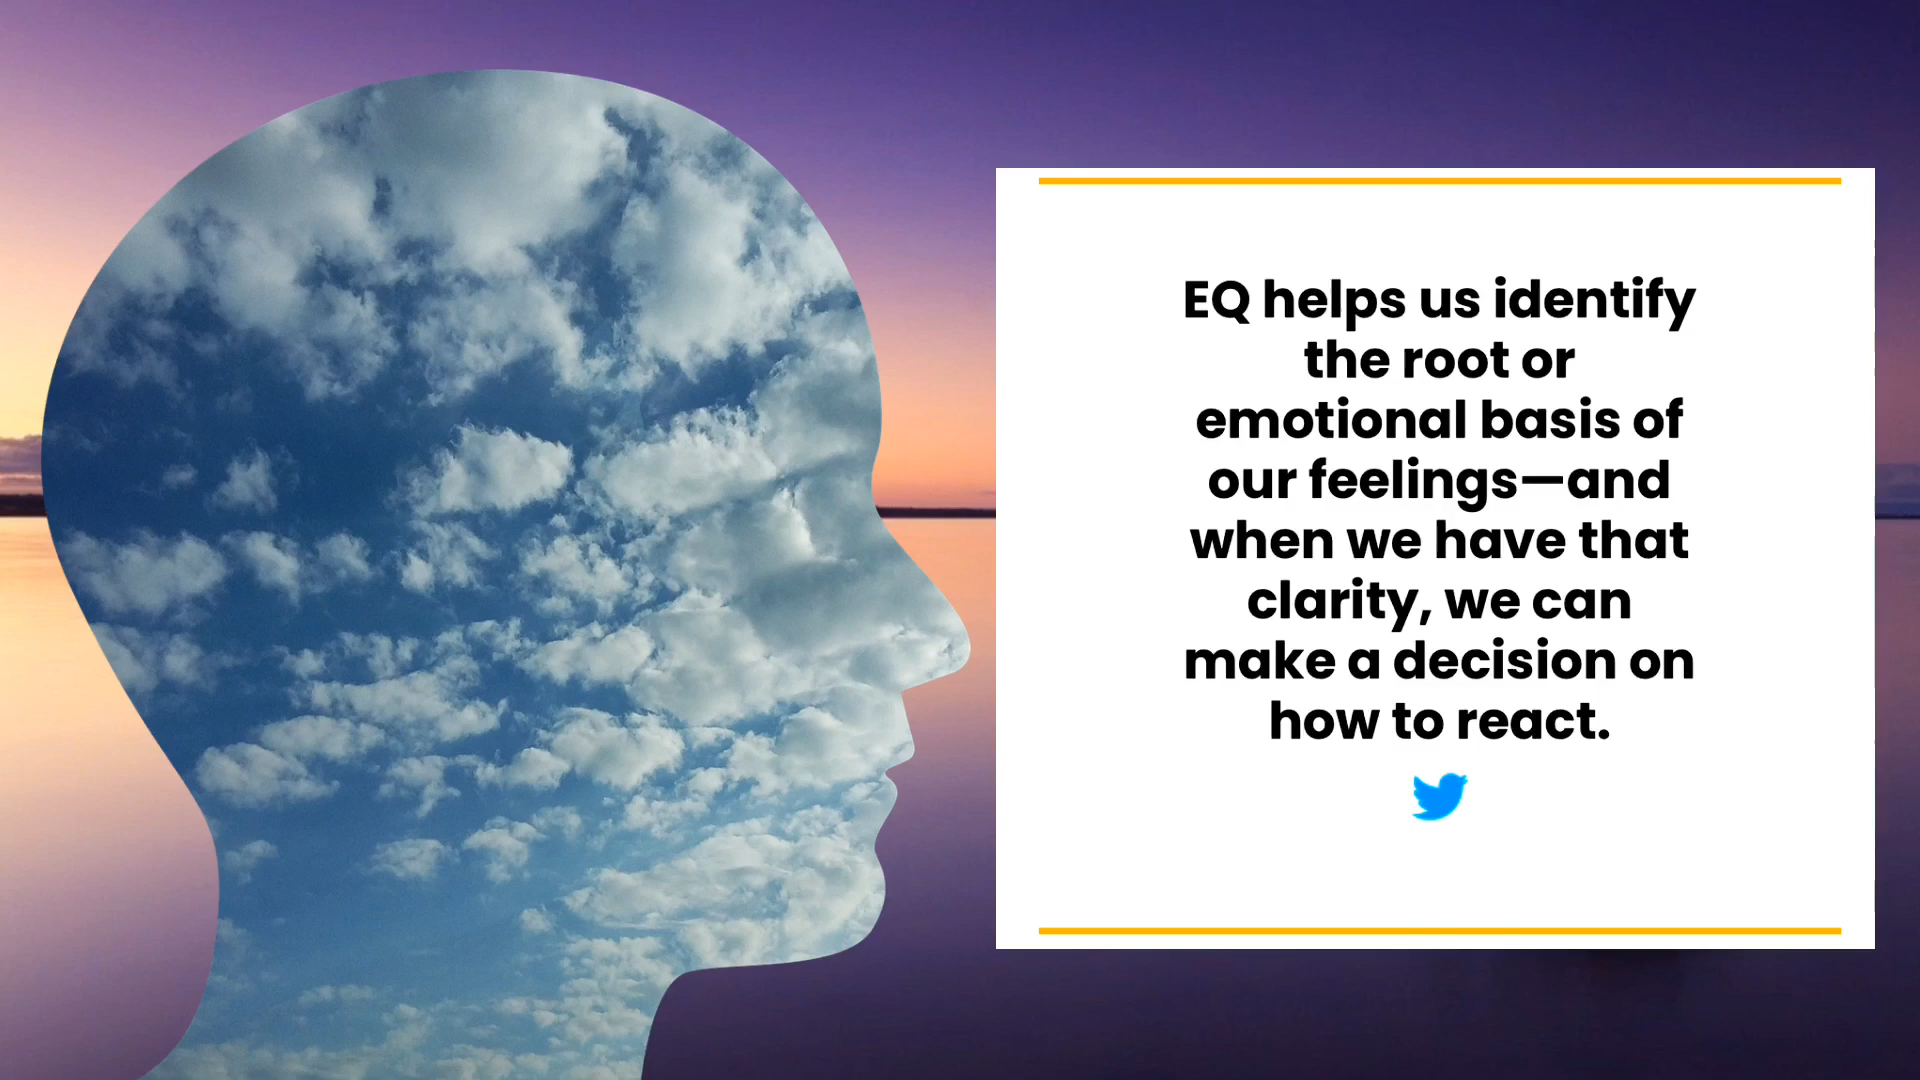 EQ helps us identify
the root or
emotional basis of
our feelings—and
when we have that
clarity, we can
make a decision on
how to react.